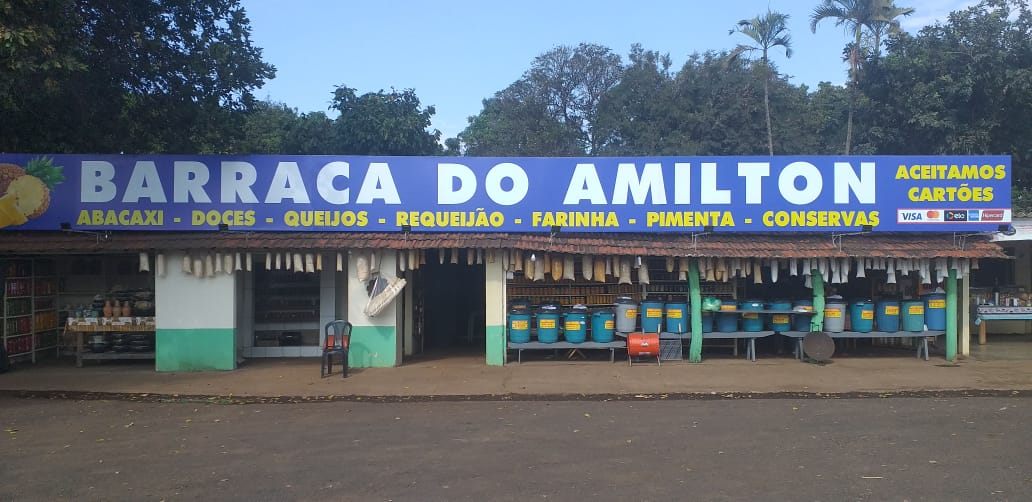 BARRACA DO AMILTON
ABACAXI - DOCES - QUEIJOS - REQUEIJÃO - FARINHA - PIMENTA - CONSERVAS
ACEITAMOS
CARTÕES
VISA elo Hipercard